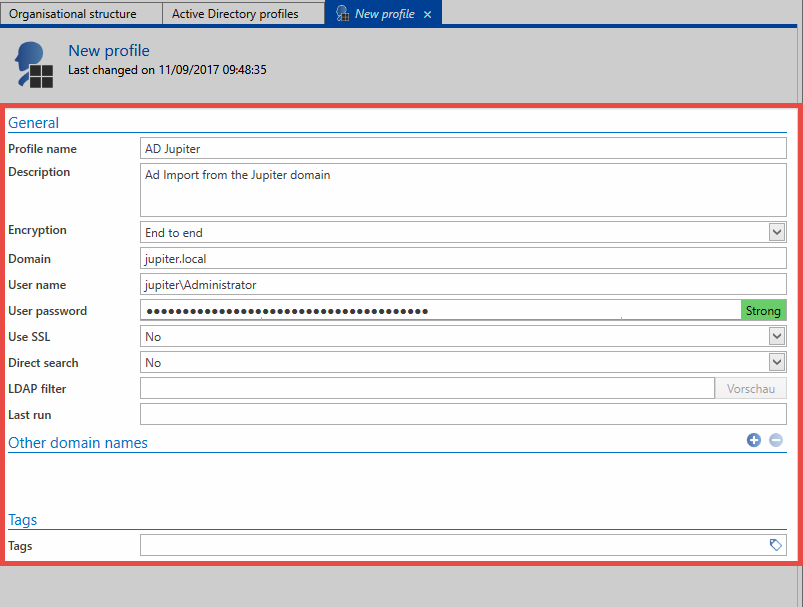 Organisational structure
Active Directory profiles
New profile
New profile
Last changed on 11/09/2017 09:48:35
General
Profile name
AD Jupiter
Description
Ad Import from the Jupiter domain
Encryption
End to end
Domain
jupiter.local
User name
jupiter\Administrator
User password
●●●●●●●●●●●●●●●●●●●●●●●●●●●●●●●●●●●●●●●
Strong
Use SSL
No
Direct search
No
LDAP filter
Vorschau
Last run
Other domain names
Tags
Tags